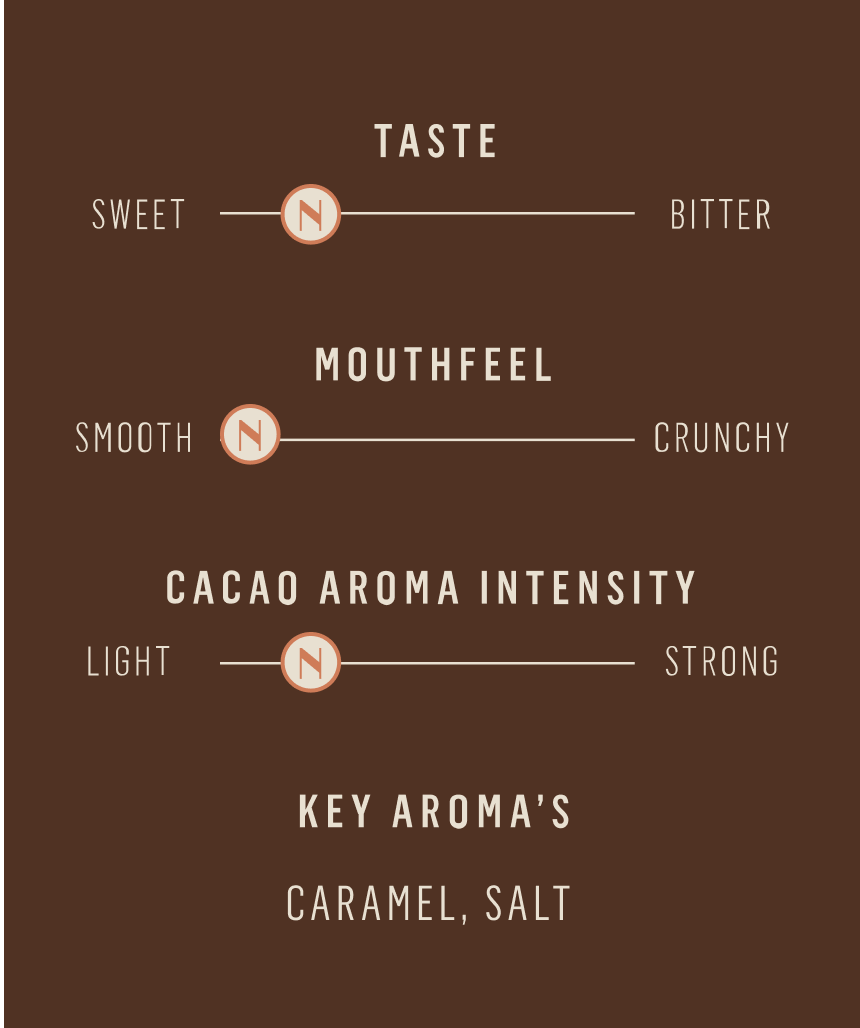 TASTE
SWEET N BITTER
MOUTHFEEL
SMOOTH N CRUNCHY
CACAO AROMA INTENSITY
LIGHT N STRONG
KEY AROMA'S
CARAMEL, SALT